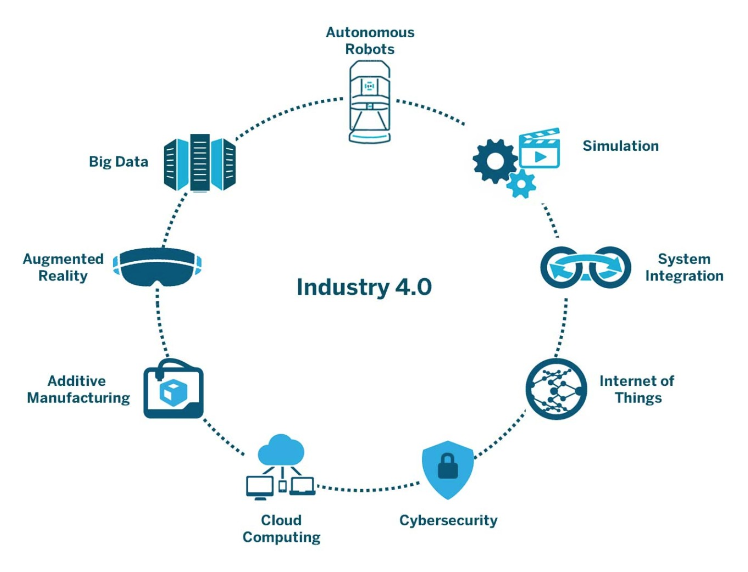 Autonomous
Robots
Simulation
System
Integration
Internet of
Things
Cybersecurity
Cloud
Computing
Additive
Manufacturing
Augmented
Reality
Big Data
Industry 4.0